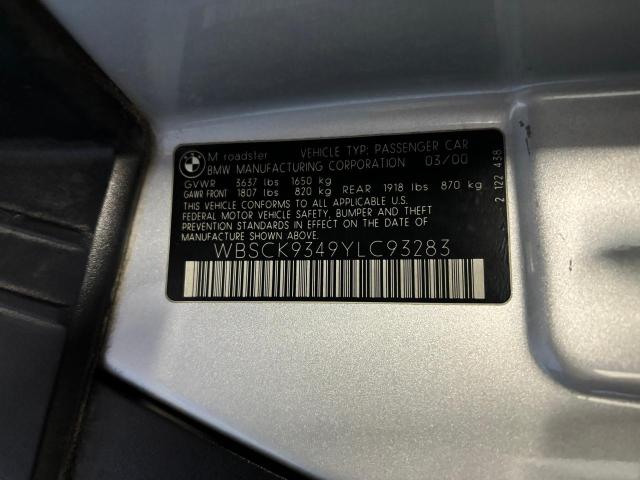 M roadster VEHICLE TYP: PASSENGER CAR
BMW MANUFACTURING CORPORATION 03/00
GVWR 3637 lbs 1650 kg
GAWR FRONT 1807 lbs 820 kg REAR 1918 lbs 870 kg
THIS VEHICLE CONFORMS TO ALL APPLICABLE U.S.
FEDERAL MOTOR VEHICLE SAFETY, BUMPER AND THEFT
PREVENTION STANDARDS IN EFFECT ON THE DATE OF
MANUFACTURE SHOWN ABOVE.
WBSCK9349YLC93283
2 122 438